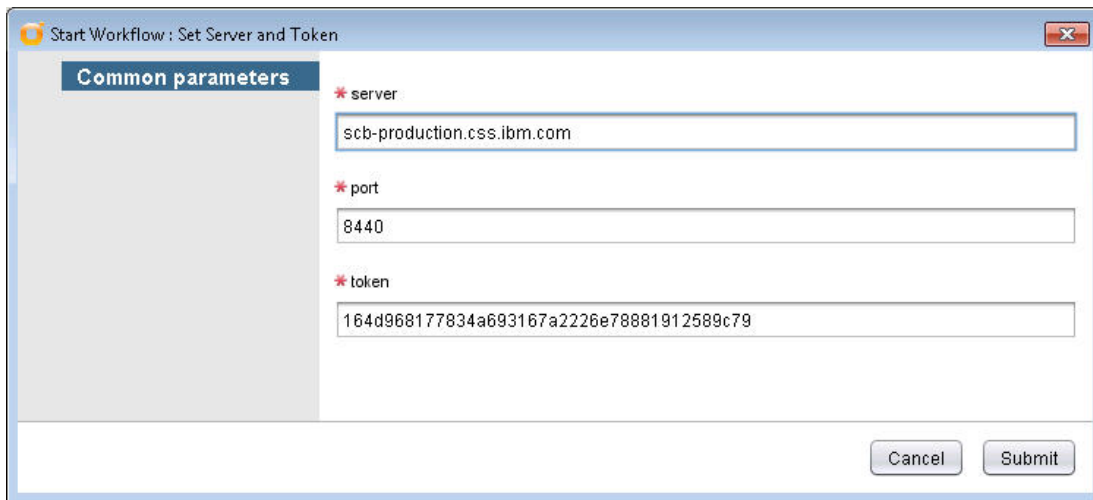 Start Workflow : Set Server and Token
Common parameters
* server
scb-production.css.ibm.com
* port
8440
* token
164d968177834a693167a2226e78881912589c79
Cancel Submit